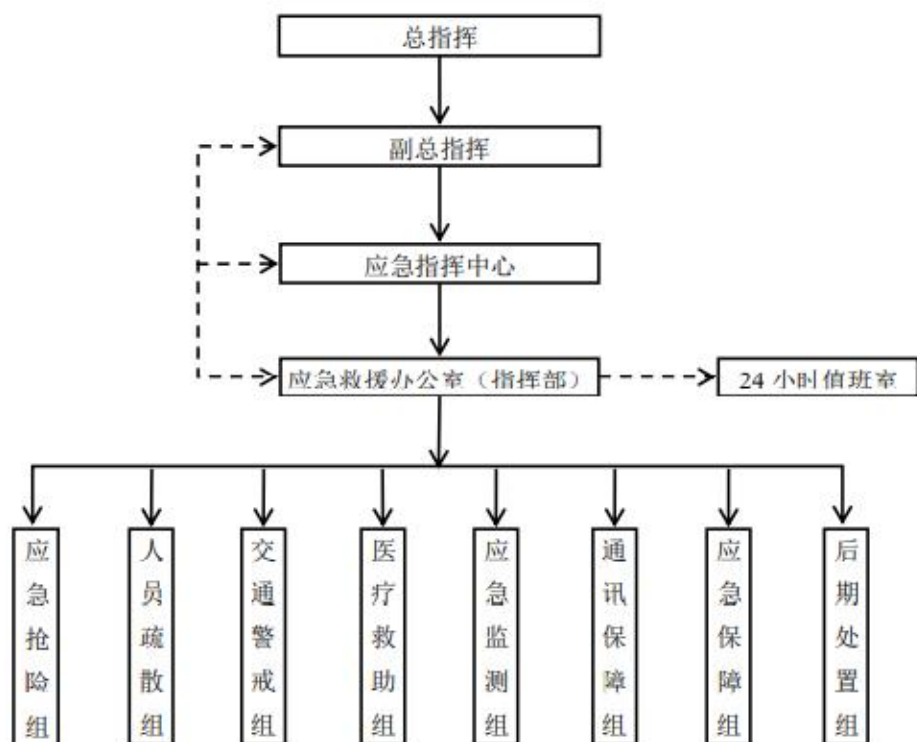 总指挥
副总指挥
应急指挥中心
应急救援办公室（指挥部）
24 小时值班室
应急抢险组
人员疏散组
交通警戒组
医疗救助组
应急监测组
通讯保障组
应急保障组
后期处置组